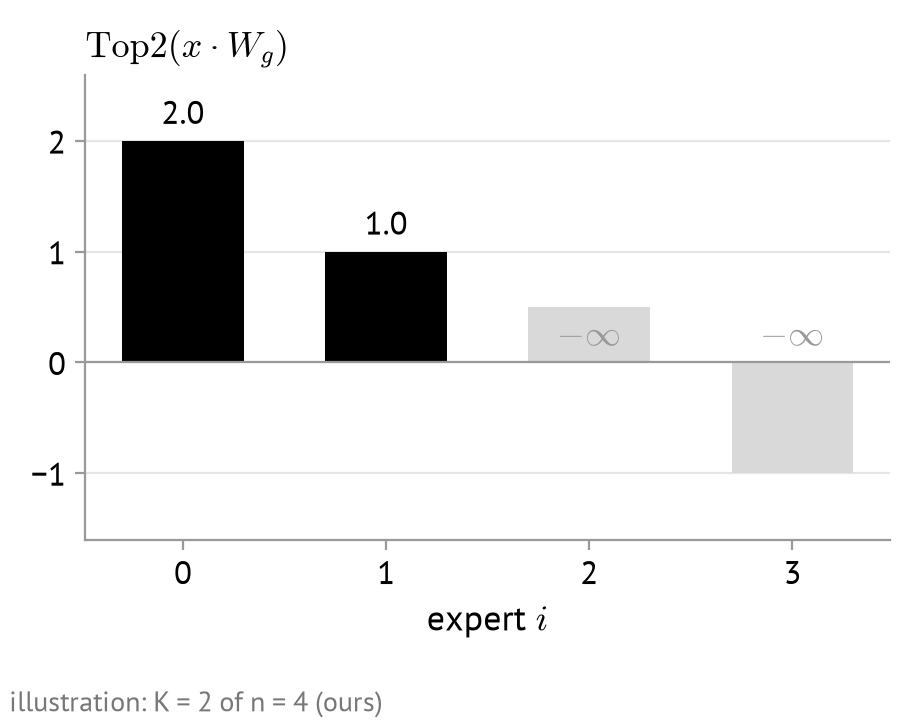 Top2(x · W_g)
2.0
1.0
−∞
−∞
2
1
0
−1
0 1 2 3
expert i
illustration: K = 2 of n = 4 (ours)